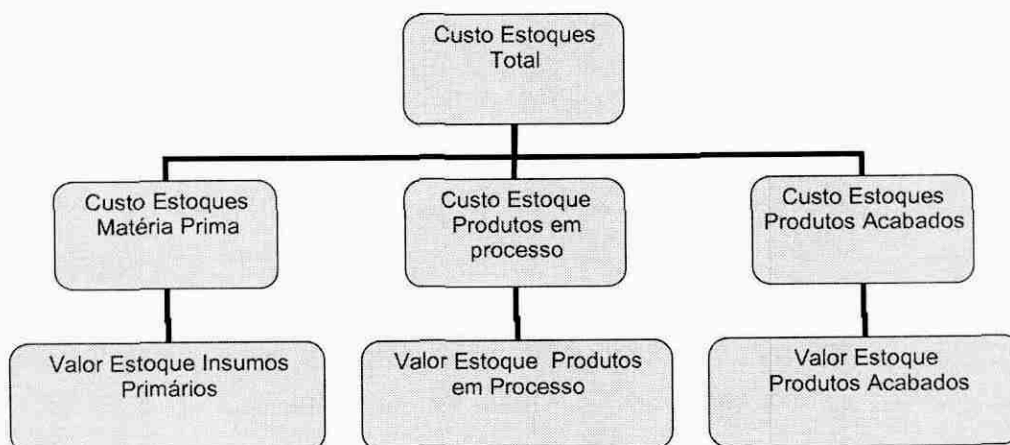 Custo Estoques
Total
Custo Estoques
Matéria Prima
Custo Estoque
Produtos em
processo
Custo Estoques
Produtos Acabados
Valor Estoque Insumos
Primários
Valor Estoque Produtos
em Processo
Valor Estoque
Produtos Acabados